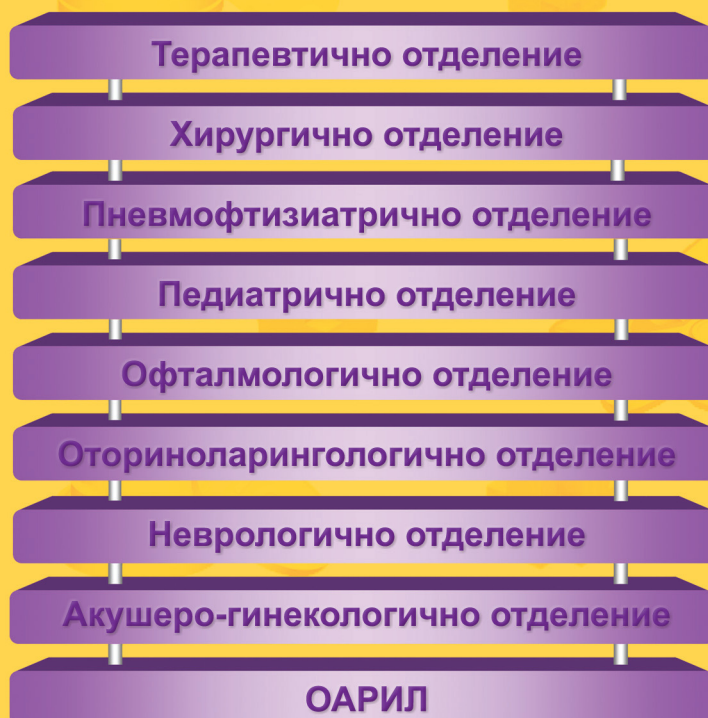 Терапевтично отделение
Хирургично отделение
Пневмофтизиатрично отделение
Педиатрично отделение
Офталмологично отделение
Оториноларингологично отделение
Неврологично отделение
Акушеро-гинекологично отделение
ОАРИЛ